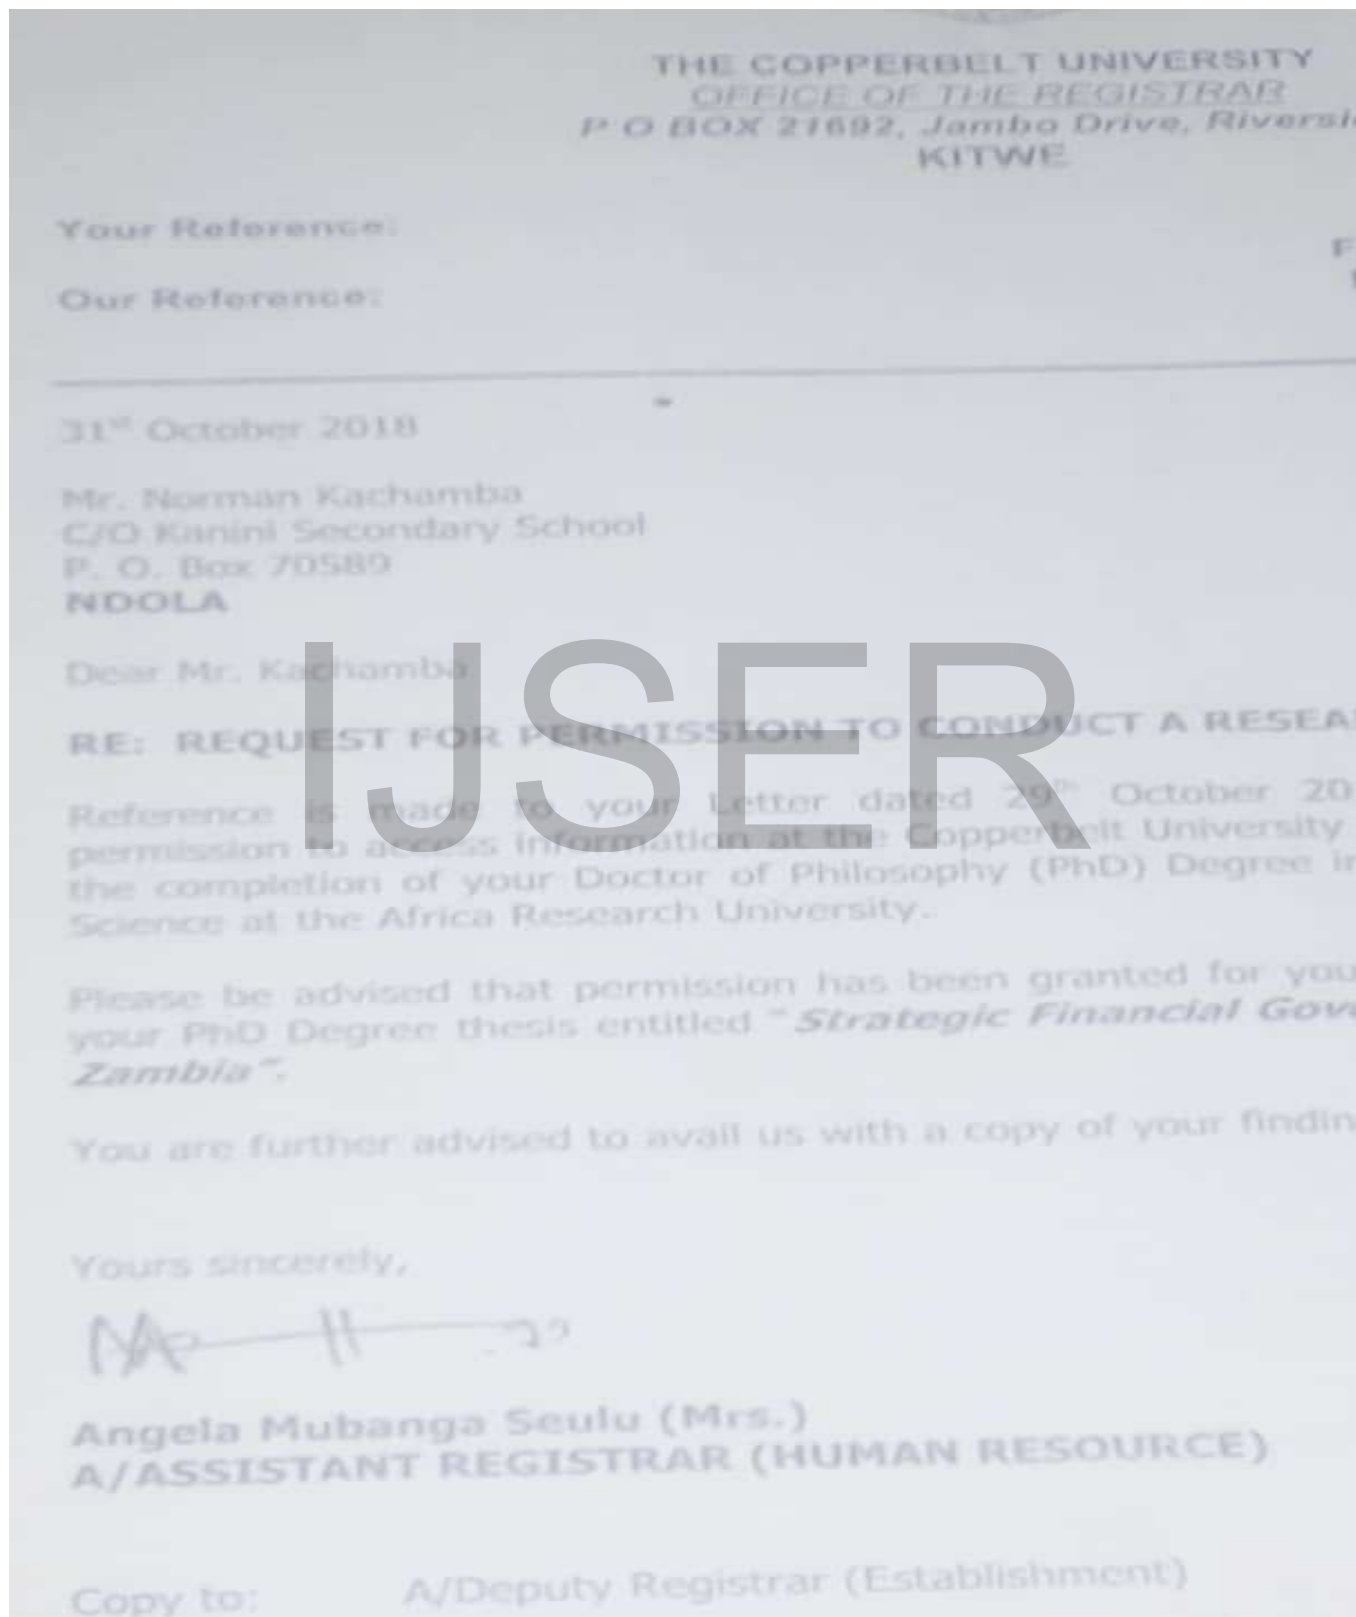 THE COPPERBELT UNIVERSITY
OFFICE OF THE REGISTRAR
P O BOX 21692, Jambo Drive, Riversi
KITWE
Your Reference:
F
Our Reference:
31st October 2018
Mr. Norman Kachamba
C/O Kanini Secondary School
P. O. Box 70589
NDOLA
Dear Mr. Kachamba
IJSER
RE: REQUEST FOR PERMISSION TO CONDUCT A RESEA
Reference is made to your Letter dated 29th October 20
permission to access information at the Copperbelt University
the completion of your Doctor of Philosophy (PhD) Degree in
Science at the Africa Research University.
Please be advised that permission has been granted for you
your PhD Degree thesis entitled "Strategic Financial Gove
Zambia".
You are further advised to avail us with a copy of your findin
Yours sincerely,
Angela Mubanga Seulu (Mrs.)
A/ASSISTANT REGISTRAR (HUMAN RESOURCE)
Copy to: A/Deputy Registrar (Establishment)